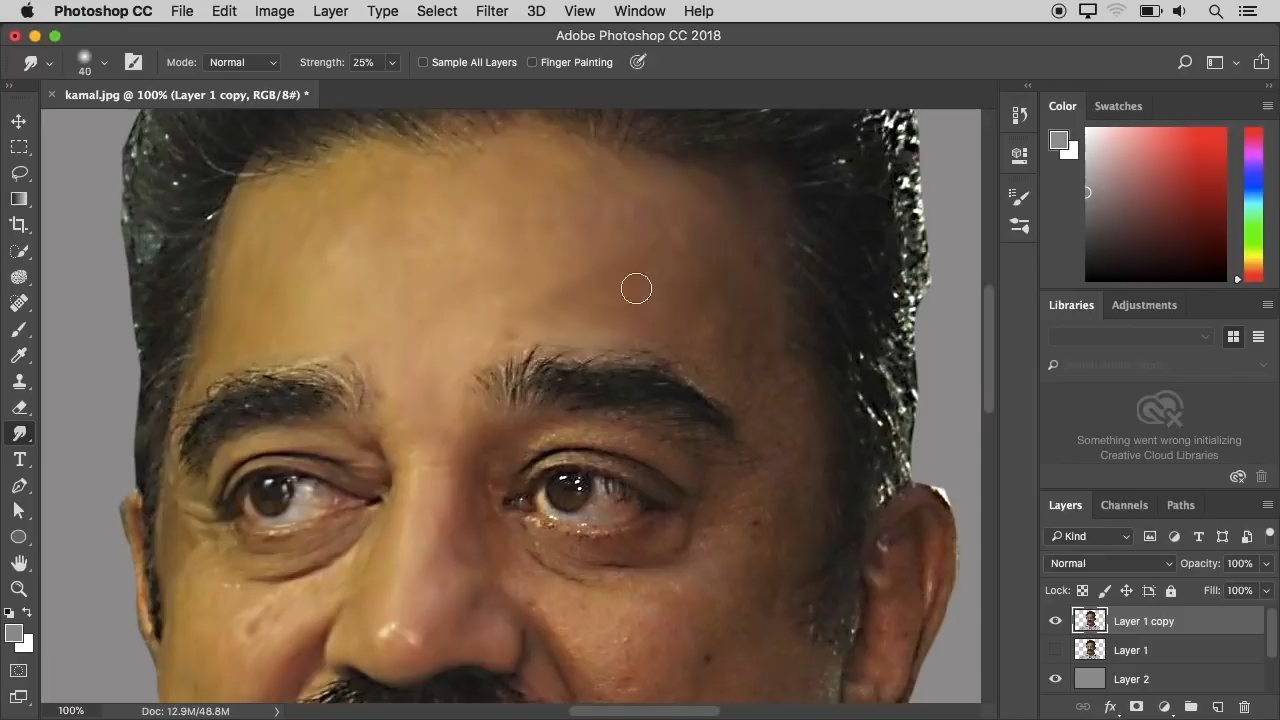 Photoshop CC File Edit Image Layer Type Select Filter 3D View Window Help
Adobe Photoshop CC 2018
40 Mode: Normal Strength: 25% Sample All Layers Finger Painting
× kamal.jpg @ 100% (Layer 1 copy, RGB/8#) *
Color Swatches
Libraries Adjustments
Something went wrong initializing
Creative Cloud Libraries
Layers Channels Paths
Kind
Normal Opacity: 100%
Lock: Fill: 100%
Layer 1 copy
Layer 1
Layer 2
100% Doc: 12.9M/48.8M